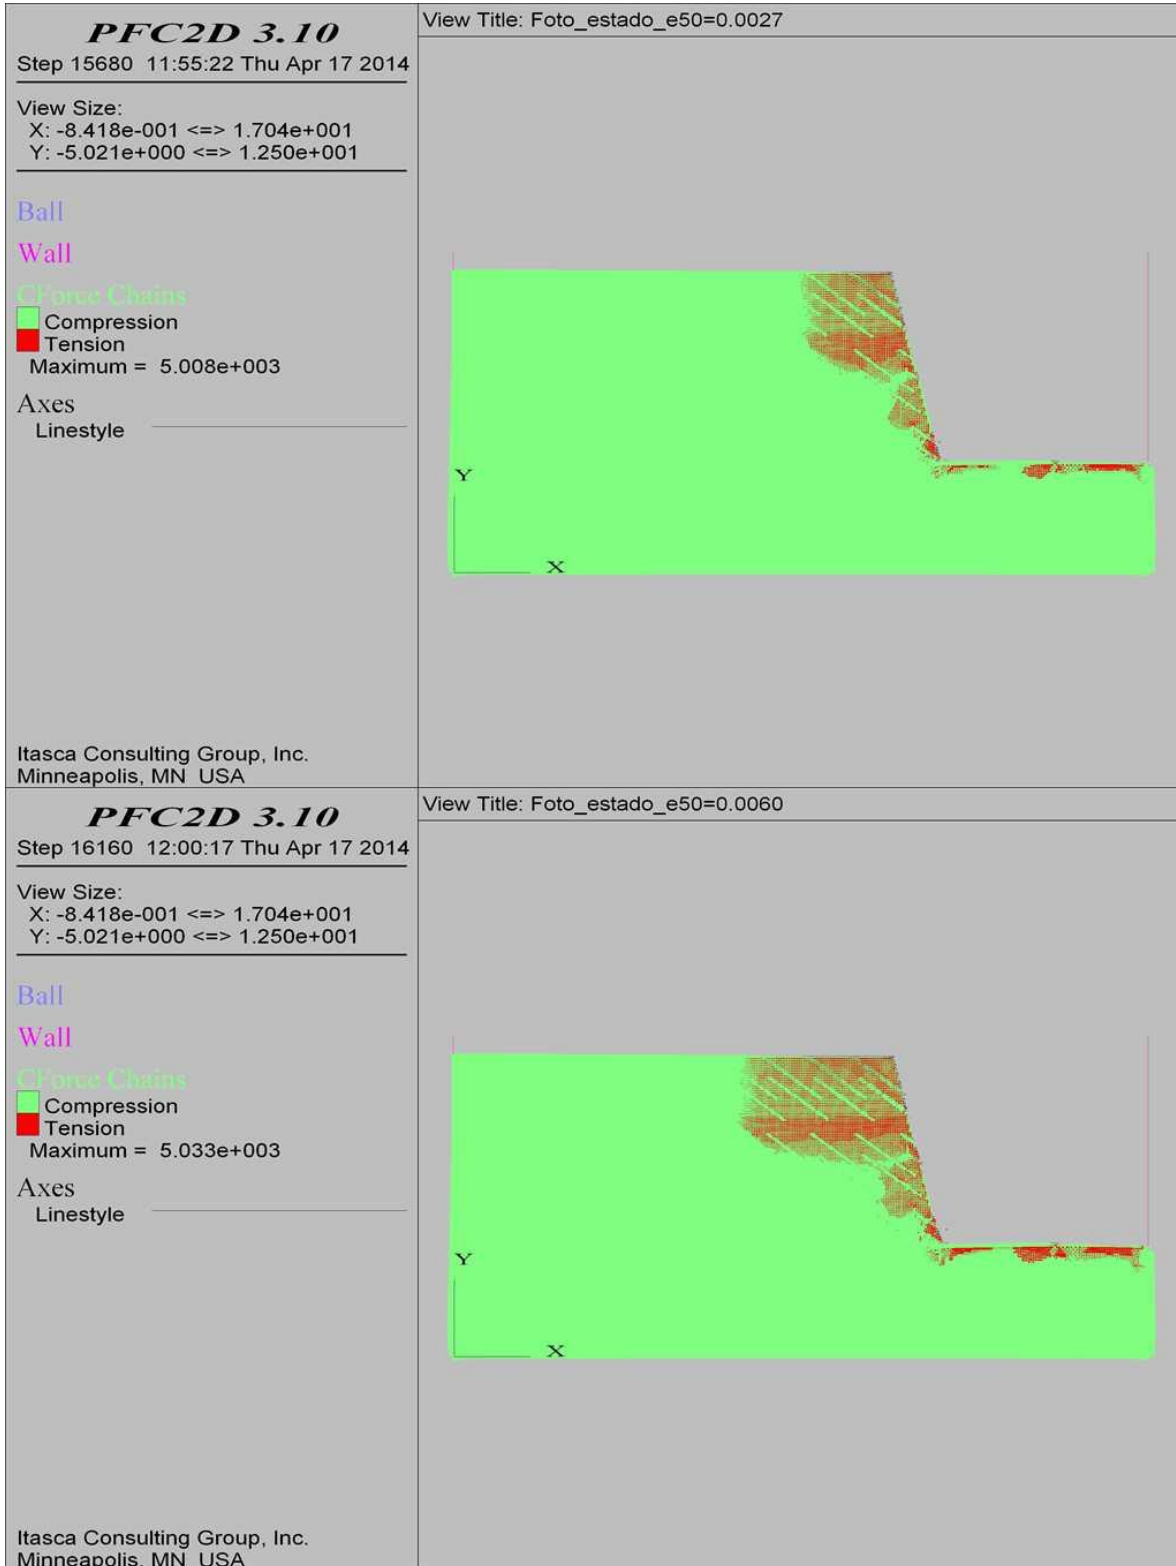 PFC2D 3.10
Step 15680 11:55:22 Thu Apr 17 2014
View Size:
X: -8.418e-001 <=> 1.704e+001
Y: -5.021e+000 <=> 1.250e+001
Ball
Wall
CForce Chains
Compression
Tension
Maximum = 5.008e+003
Axes
Linestyle
Itasca Consulting Group, Inc.
Minneapolis, MN USA
View Title: Foto_estado_e50=0.0027
Y
X
PFC2D 3.10
Step 16160 12:00:17 Thu Apr 17 2014
View Size:
X: -8.418e-001 <=> 1.704e+001
Y: -5.021e+000 <=> 1.250e+001
Ball
Wall
CForce Chains
Compression
Tension
Maximum = 5.033e+003
Axes
Linestyle
Itasca Consulting Group, Inc.
Minneapolis, MN USA
View Title: Foto_estado_e50=0.0060
Y
X